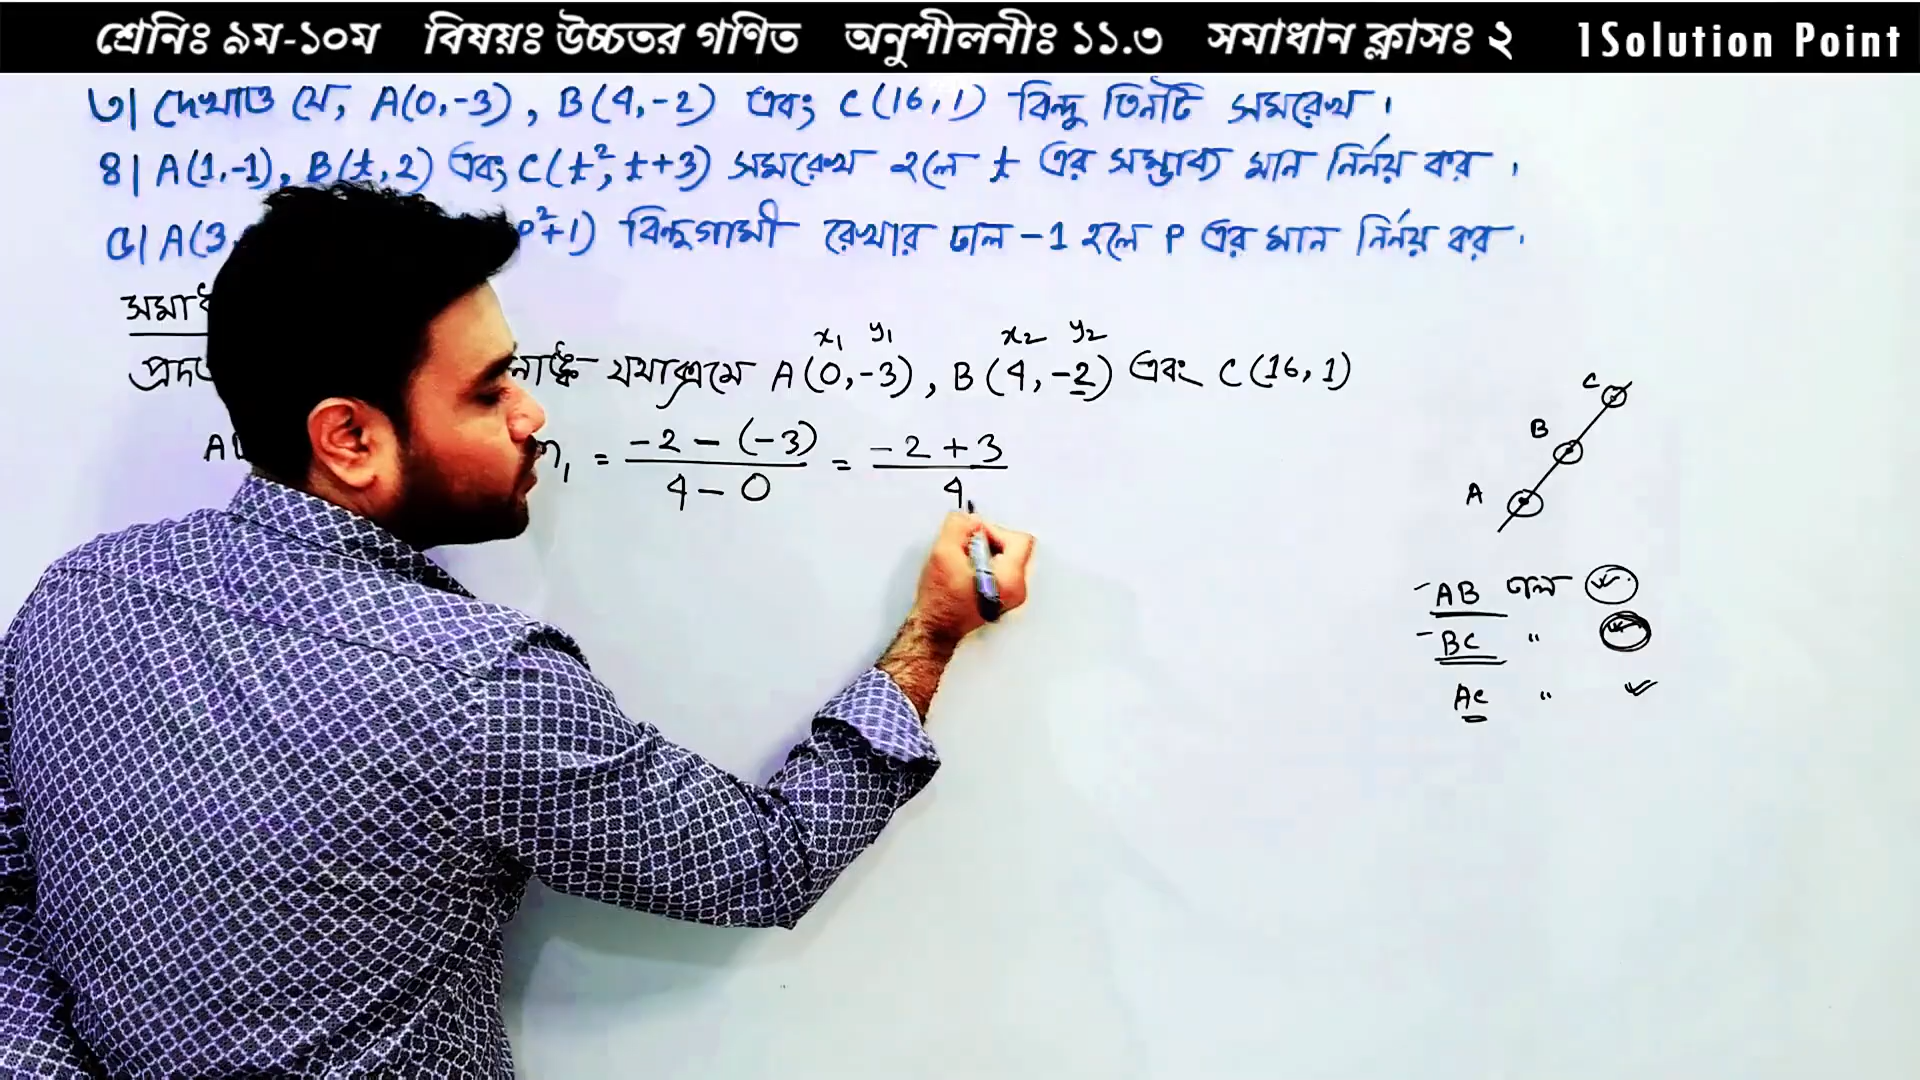 শ্রেনিঃ ৯ম-১০ম বিষয়ঃ উচ্চতর গণিত অনুশীলনীঃ ১১.৩ সমাধান ক্লাসঃ ২ 1Solution Point
৩| দেখাও যে, A(0,-3), B(4,-2) এবং C(16,1) বিন্দু তিনটি সমরেখ।
৪| A(1,-1), B(t,2) এবং C(t², t+3) সমরেখ হলে t এর সম্ভাব্য মান নির্নয় কর।
৫| A(3, p²+1) বিন্দুগামী রেখার ঢাল -1 হলে P এর মান নির্নয় কর।
x₁ y₁ x₂ y₂
যথাক্রমে A(0,-3), B(4,-2) এবং C(16,1)
= -2-(-3) / 4-0 = -2+3 / 4
C
B
A
AB ঢাল
BC "
AC "